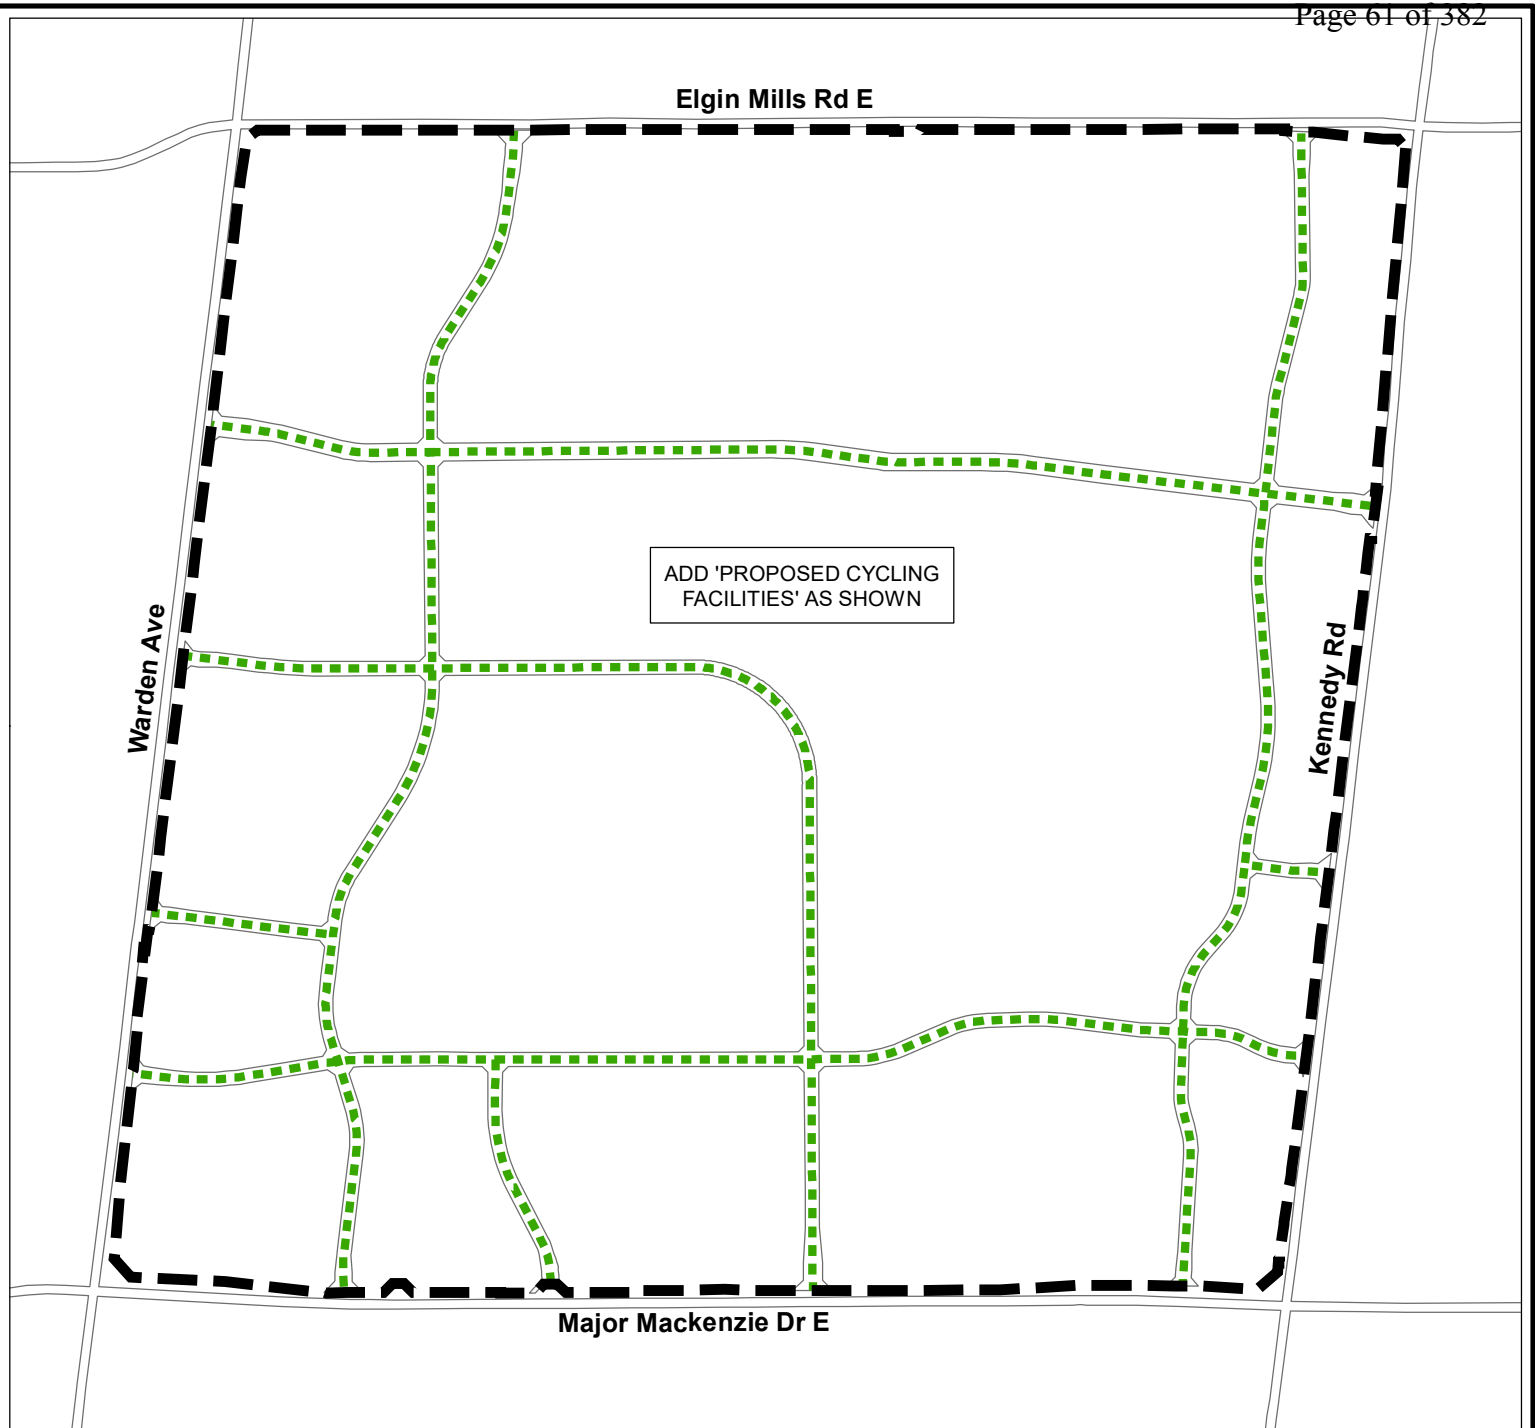 Page 61 of 382
Elgin Mills Rd E
ADD 'PROPOSED CYCLING
FACILITIES' AS SHOWN
Warden Ave
Kennedy Rd
Major Mackenzie Dr E